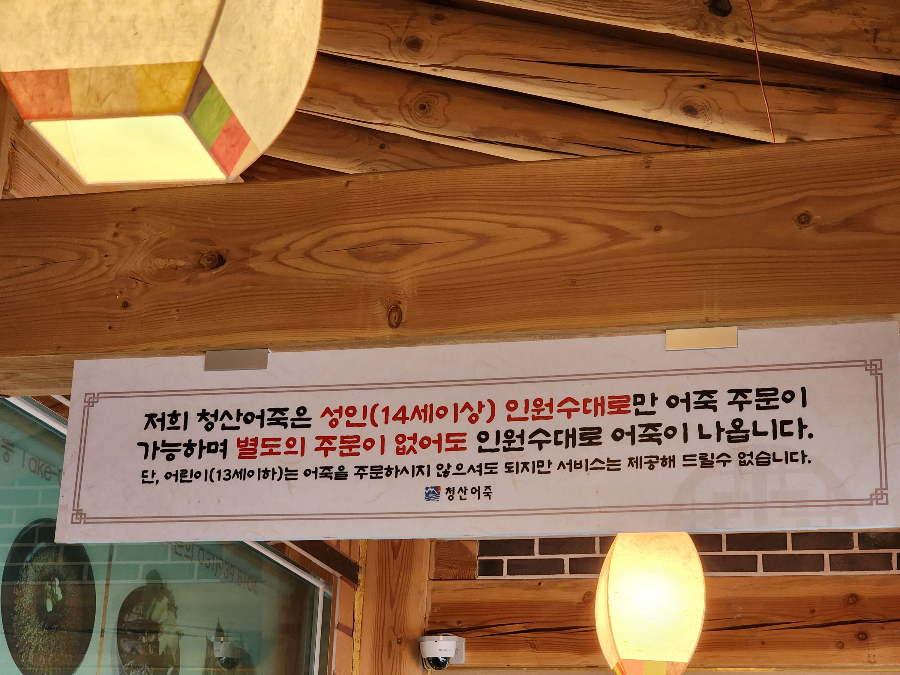 저희 청산어죽은 성인(14세이상) 인원수대로만 어죽 주문이
가능하며 별도의 주문이 없어도 인원수대로 어죽이 나옵니다.
단, 어린이(13세이하)는 어죽을 주문하시지 않으셔도 되지만 서비스는 제공해 드릴수 없습니다.
청산어죽
Take